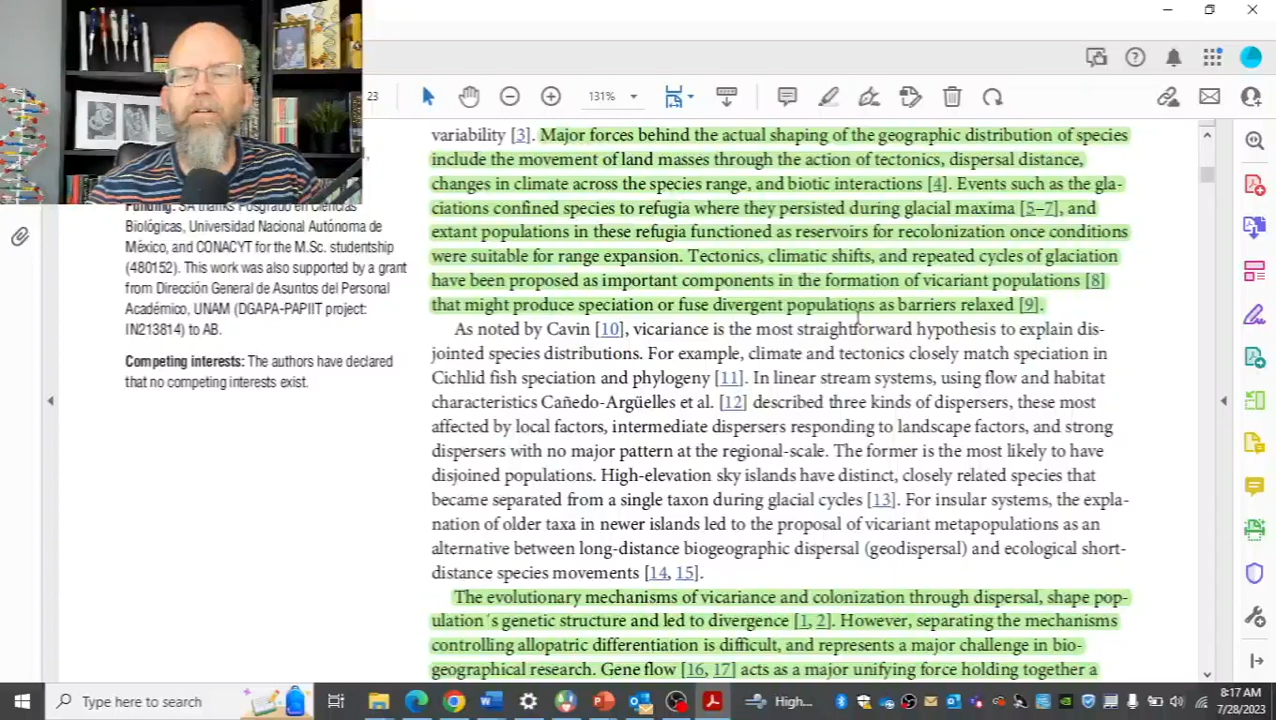 23
131%
variability [3]. Major forces behind the actual shaping of the geographic distribution of species
include the movement of land masses through the action of tectonics, dispersal distance,
changes in climate across the species range, and biotic interactions [4]. Events such as the gla-
ciations confined species to refugia where they persisted during glacial maxima [5–7], and
extant populations in these refugia functioned as reservoirs for recolonization once conditions
were suitable for range expansion. Tectonics, climatic shifts, and repeated cycles of glaciation
have been proposed as important components in the formation of vicariant populations [8]
that might produce speciation or fuse divergent populations as barriers relaxed [9].
As noted by Cavin [10], vicariance is the most straightforward hypothesis to explain dis-
jointed species distributions. For example, climate and tectonics closely match speciation in
Cichlid fish speciation and phylogeny [11]. In linear stream systems, using flow and habitat
characteristics Cañedo-Argüelles et al. [12] described three kinds of dispersers, these most
affected by local factors, intermediate dispersers responding to landscape factors, and strong
dispersers with no major pattern at the regional-scale. The former is the most likely to have
disjoined populations. High-elevation sky islands have distinct, closely related species that
became separated from a single taxon during glacial cycles [13]. For insular systems, the expla-
nation of older taxa in newer islands led to the proposal of vicariant metapopulations as an
alternative between long-distance biogeographic dispersal (geodispersal) and ecological short-
distance species movements [14, 15].
The evolutionary mechanisms of vicariance and colonization through dispersal, shape pop-
ulation´s genetic structure and led to divergence [1, 2]. However, separating the mechanisms
controlling allopatric differentiation is difficult, and represents a major challenge in bio-
geographical research. Gene flow [16, 17] acts as a major unifying force holding together a
Funding: SA thanks Posgrado en Ciencias
Biológicas, Universidad Nacional Autónoma de
México, and CONACYT for the M.Sc. studentship
(480152). This work was also supported by a grant
from Dirección General de Asuntos del Personal
Académico, UNAM (DGAPA-PAPIIT project:
IN213814) to AB.
Competing interests: The authors have declared
that no competing interests exist.
Type here to search
High...
8:17 AM
7/28/2023